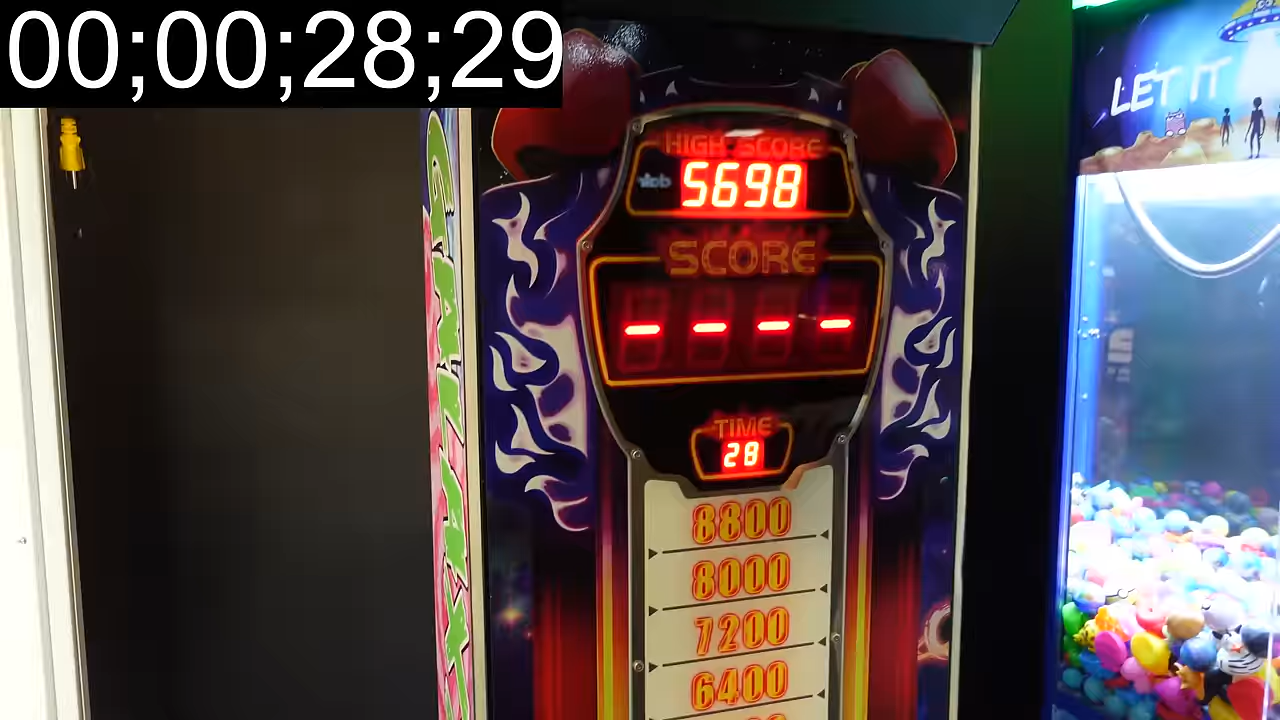 00;00;28;29
HIGH SCORE
5698
SCORE
- - - -
TIME
28
8800
8000
7200
6400
LET IT